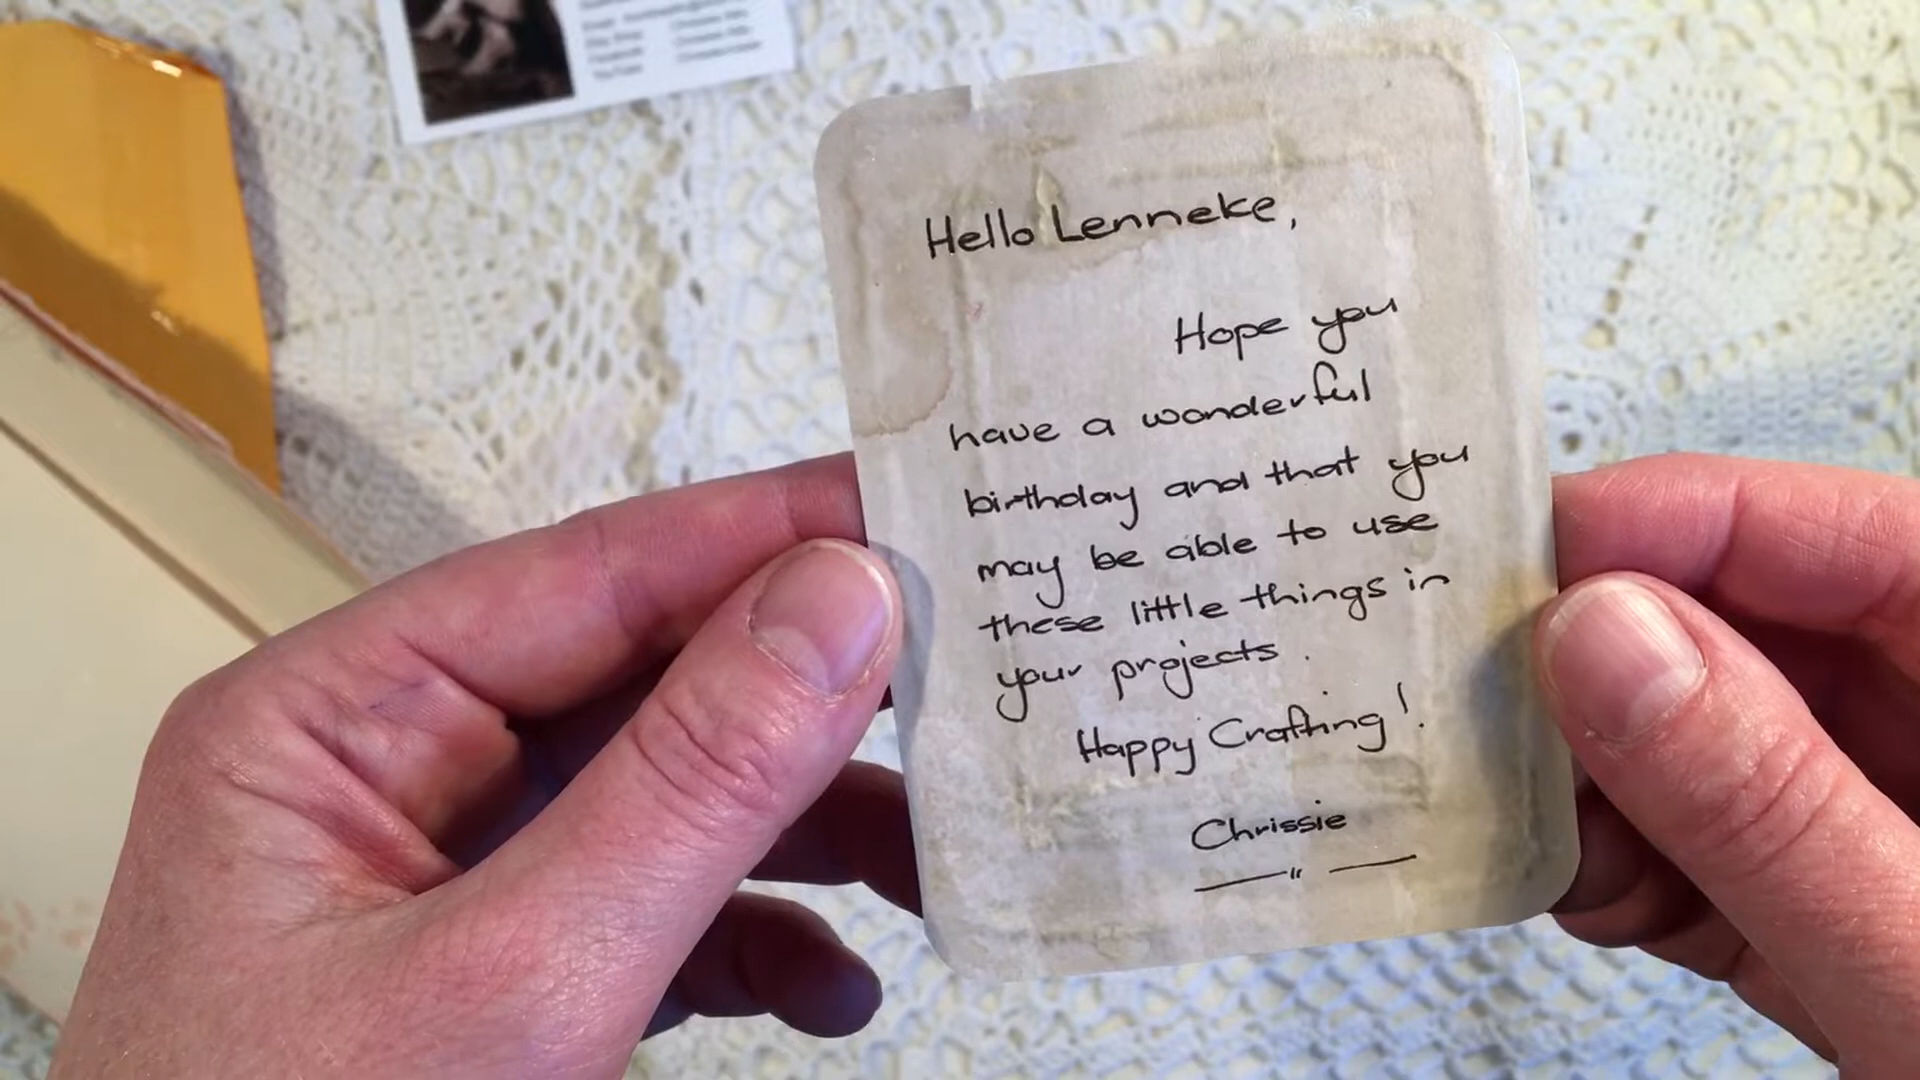 Hello Lenneke,
Hope you
have a wonderful
birthday and that you
may be able to use
these little things in
your projects.
Happy Crafting!
Chrissie